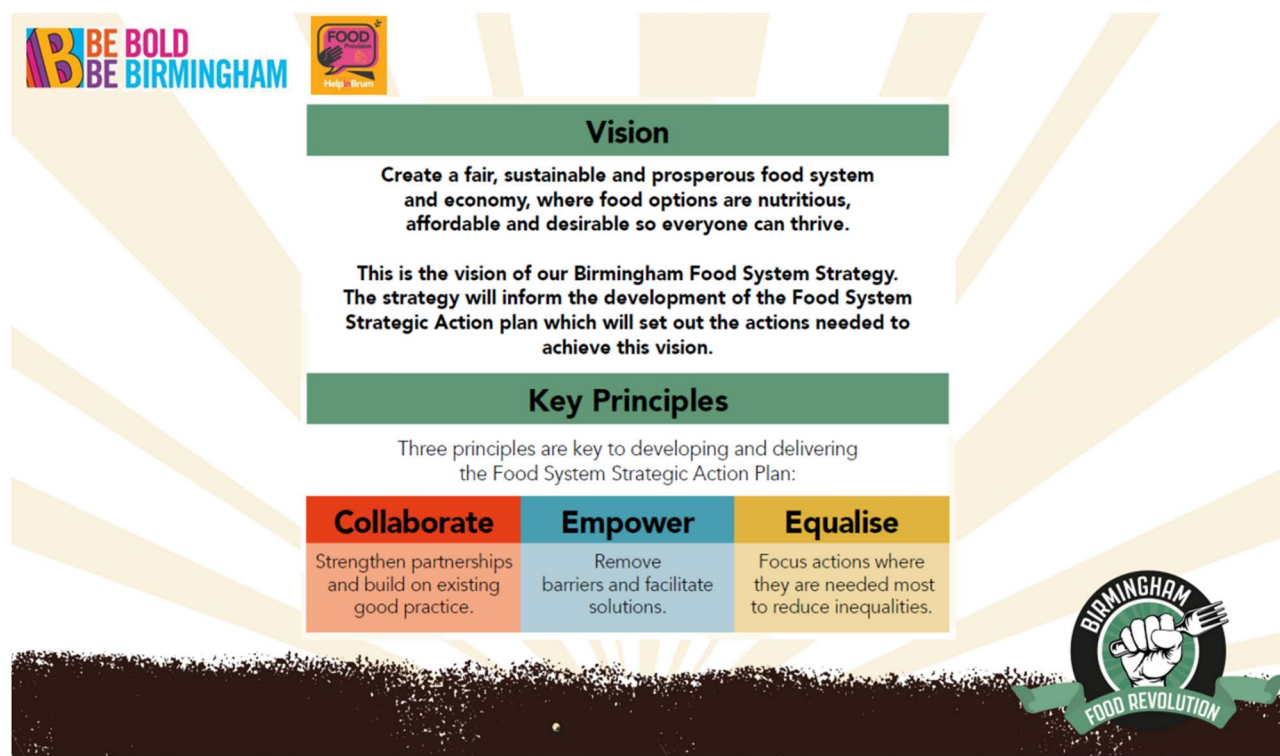 BE BOLD
BE BIRMINGHAM
FOOD
Provision
Help in Brum
Vision
Create a fair, sustainable and prosperous food system
and economy, where food options are nutritious,
affordable and desirable so everyone can thrive.
This is the vision of our Birmingham Food System Strategy.
The strategy will inform the development of the Food System
Strategic Action plan which will set out the actions needed to
achieve this vision.
Key Principles
Three principles are key to developing and delivering
the Food System Strategic Action Plan:
Collaborate
Strengthen partnerships
and build on existing
good practice.
Empower
Remove
barriers and facilitate
solutions.
Equalise
Focus actions where
they are needed most
to reduce inequalities.
BIRMINGHAM
FOOD REVOLUTION